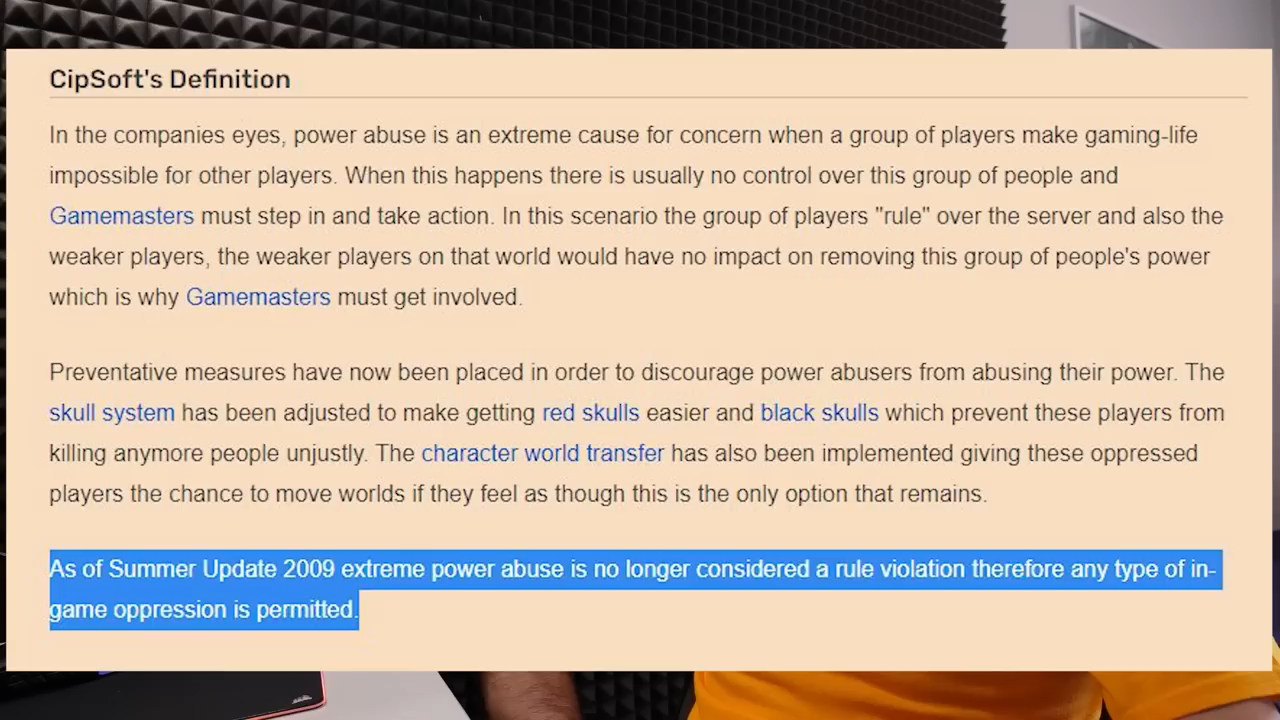 CipSoft's Definition
In the companies eyes, power abuse is an extreme cause for concern when a group of players make gaming-life
impossible for other players. When this happens there is usually no control over this group of people and
Gamemasters must step in and take action. In this scenario the group of players "rule" over the server and also the
weaker players, the weaker players on that world would have no impact on removing this group of people's power
which is why Gamemasters must get involved.
Preventative measures have now been placed in order to discourage power abusers from abusing their power. The
skull system has been adjusted to make getting red skulls easier and black skulls which prevent these players from
killing anymore people unjustly. The character world transfer has also been implemented giving these oppressed
players the chance to move worlds if they feel as though this is the only option that remains.
As of Summer Update 2009 extreme power abuse is no longer considered a rule violation therefore any type of in-
game oppression is permitted.